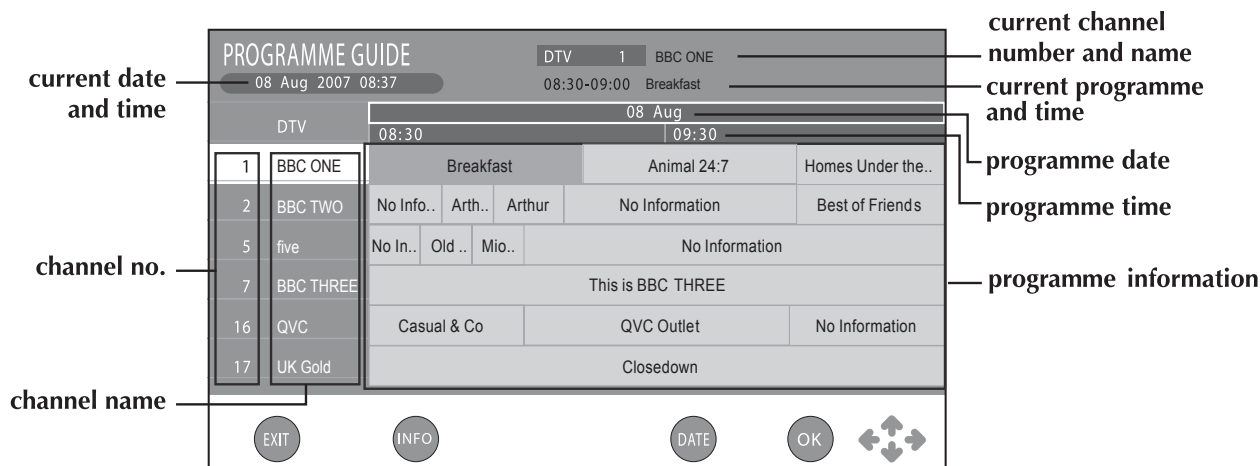 current channel
number and name
current programme
and time
programme date
programme time
programme information
current date
and time
channel no.
channel name
PROGRAMME GUIDE
08 Aug 2007 08:37
DTV 1 BBC ONE
08:30-09:00 Breakfast
DTV
08 Aug
08:30 09:30
1 BBC ONE Breakfast Animal 24:7 Homes Under the..
2 BBC TWO No Info.. Arth.. Arthur No Information Best of Friends
5 five No In.. Old .. Mio.. No Information
7 BBC THREE This is BBC THREE
16 QVC Casual & Co QVC Outlet No Information
17 UK Gold Closedown
EXIT INFO DATE OK